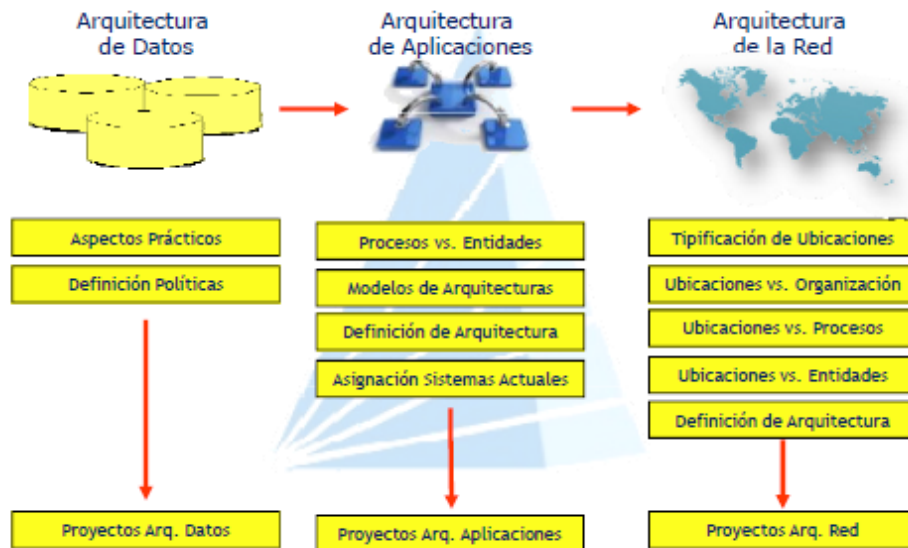 Arquitectura
de Datos
Arquitectura
de Aplicaciones
Arquitectura
de la Red
Aspectos Prácticos
Definición Políticas
Proyectos Arq. Datos
Procesos vs. Entidades
Modelos de Arquitecturas
Definición de Arquitectura
Asignación Sistemas Actuales
Proyectos Arq. Aplicaciones
Tipificación de Ubicaciones
Ubicaciones vs. Organización
Ubicaciones vs. Procesos
Ubicaciones vs. Entidades
Definición de Arquitectura
Proyectos Arq. Red